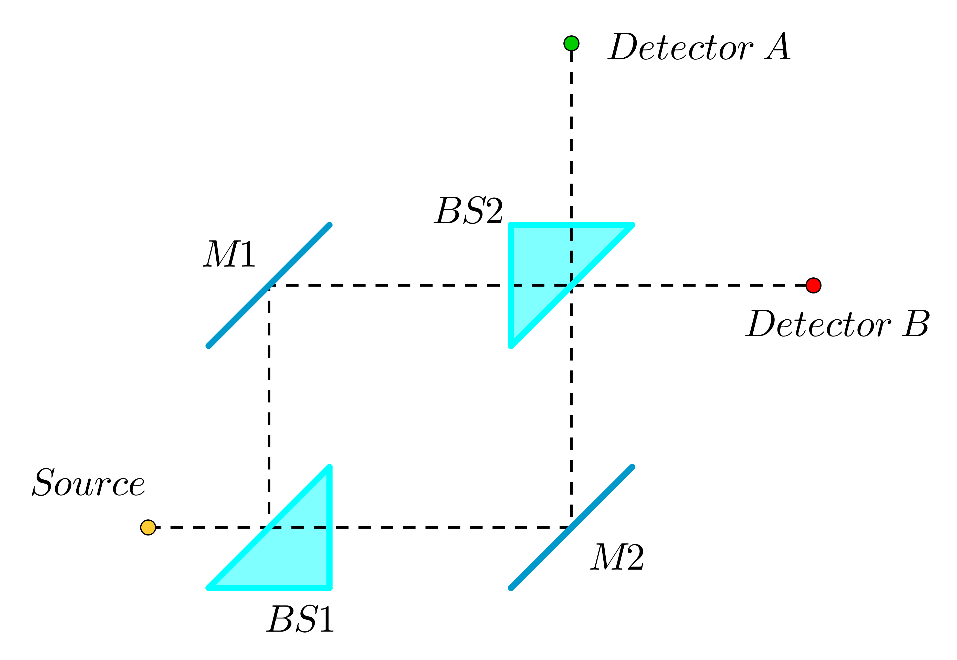 Detector A
BS2
M1
Detector B
Source
M2
BS1